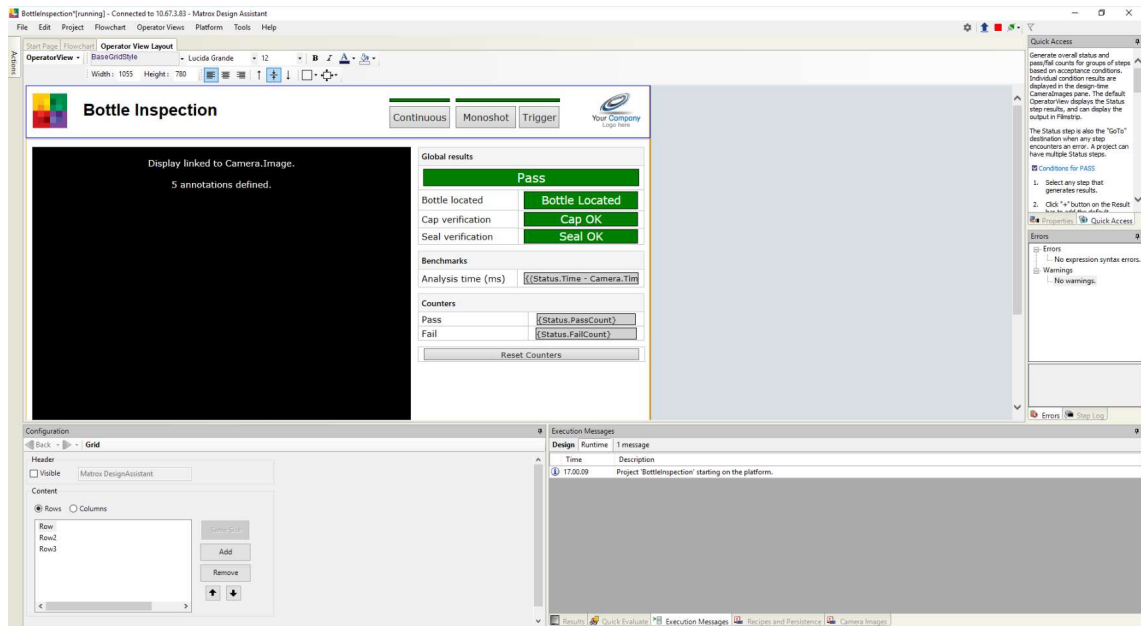 BottleInspection*[running] - Connected to 10.67.3.83 - Matrox Design Assistant
File Edit Project Flowchart Operator Views Platform Tools Help
Start Page Flowchart Operator View Layout
Actions
OperatorView BaseGridStyle Lucida Grande 12 B I A
Width: 1055 Height: 780
Bottle Inspection
Continuous Monoshot Trigger
Your Company
Logo here
Display linked to Camera.Image.
5 annotations defined.
Global results
Pass
Bottle located Bottle Located
Cap verification Cap OK
Seal verification Seal OK
Benchmarks
Analysis time (ms) {(Status.Time - Camera.Tim
Counters
Pass {Status.PassCount}
Fail {Status.FailCount}
Reset Counters
Quick Access
Generate overall status and
pass/fail counts for groups of steps
based on acceptance conditions.
Individual condition results are
displayed in the design-time
CameraImages pane. The default
OperatorView displays the Status
step results, and can display the
output in Filmstrip.
The Status step is also the "GoTo"
destination when any step
encounters an error. A project can
have multiple Status steps.
Conditions for PASS
1. Select any step that
generates results.
2. Click "+" button on the Result
Properties Quick Access
Errors
Errors
No expression syntax errors.
Warnings
No warnings.
Errors Step Log
Configuration
Back Grid
Header
Visible Matrox DesignAssistant
Content
Rows Columns
Row
Row2
Row3
Add
Remove
Execution Messages
Design Runtime 1 message
Time Description
17.00.09 Project 'BottleInspection' starting on the platform.
Results Quick Evaluate Execution Messages Recipes and Persistence Camera Images